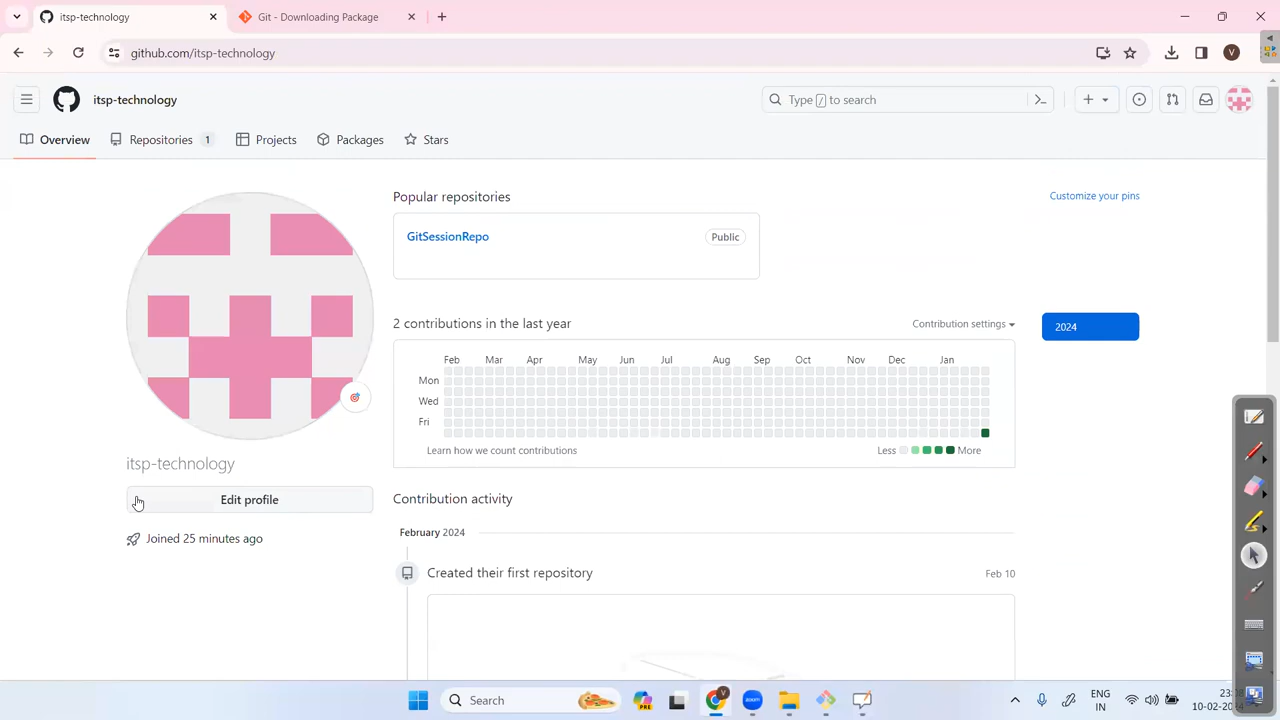 itsp-technology
Git - Downloading Package
github.com/itsp-technology
V
itsp-technology
Type / to search
Overview
Repositories 1
Projects
Packages
Stars
Popular repositories
Customize your pins
GitSessionRepo
Public
2 contributions in the last year
Contribution settings
2024
Feb Mar Apr May Jun Jul Aug Sep Oct Nov Dec Jan
Mon
Wed
Fri
Learn how we count contributions
Less More
itsp-technology
Edit profile
Contribution activity
Joined 25 minutes ago
February 2024
Created their first repository
Feb 10
Search
PRE
V
zoom
ENG
IN
10-02-2024